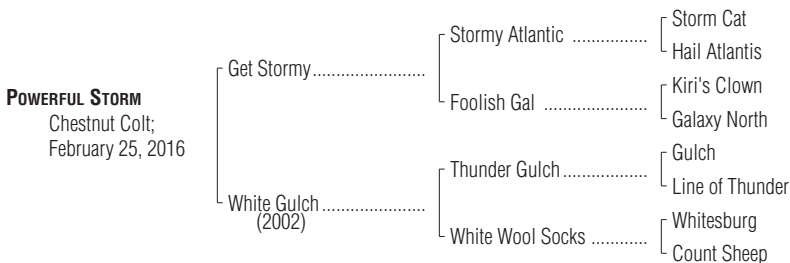 POWERFUL STORM
Chestnut Colt;
February 25, 2016
Get Stormy........................
White Gulch......................
(2002)
Stormy Atlantic ................
Foolish Gal ......................
Thunder Gulch..................
White Wool Socks ............
Storm Cat
Hail Atlantis
Kiri's Clown
Galaxy North
Gulch
Line of Thunder
Whitesburg
Count Sheep